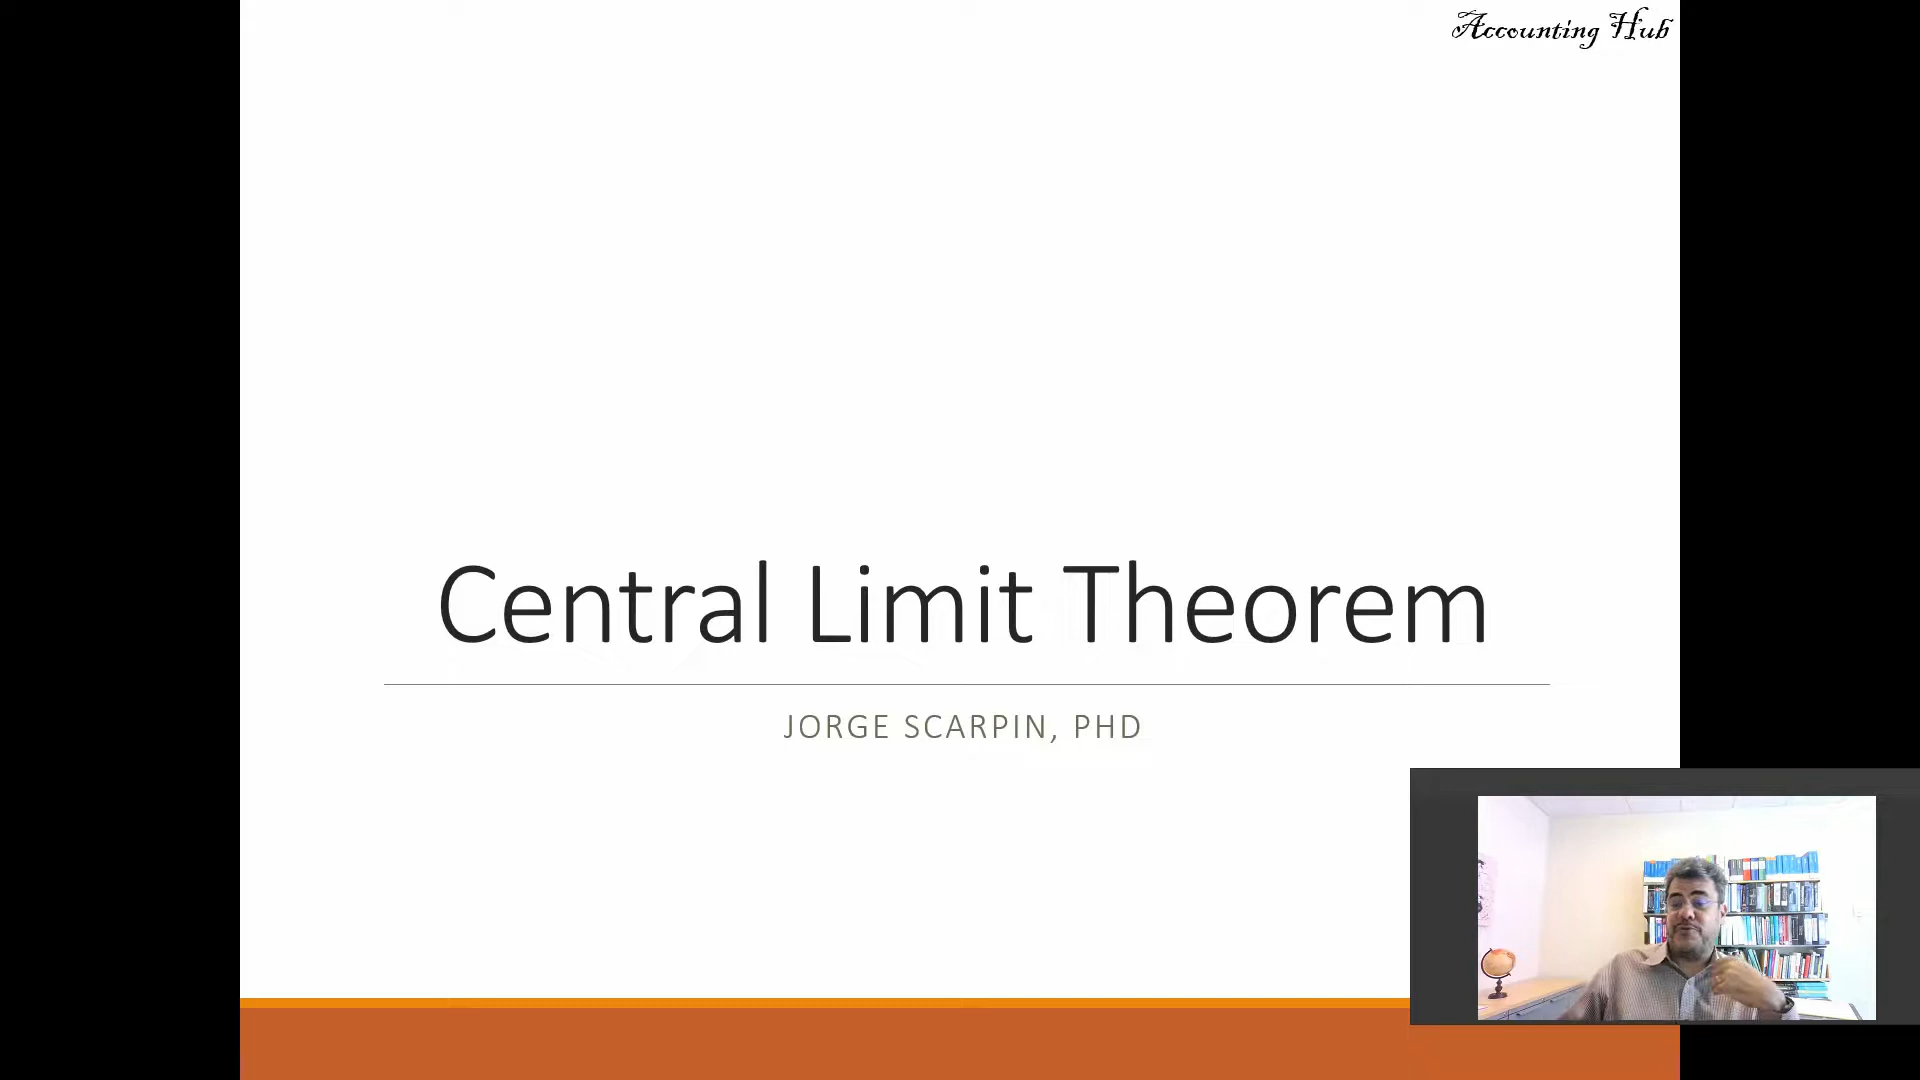 Accounting Hub
Central Limit Theorem
JORGE SCARPIN, PHD